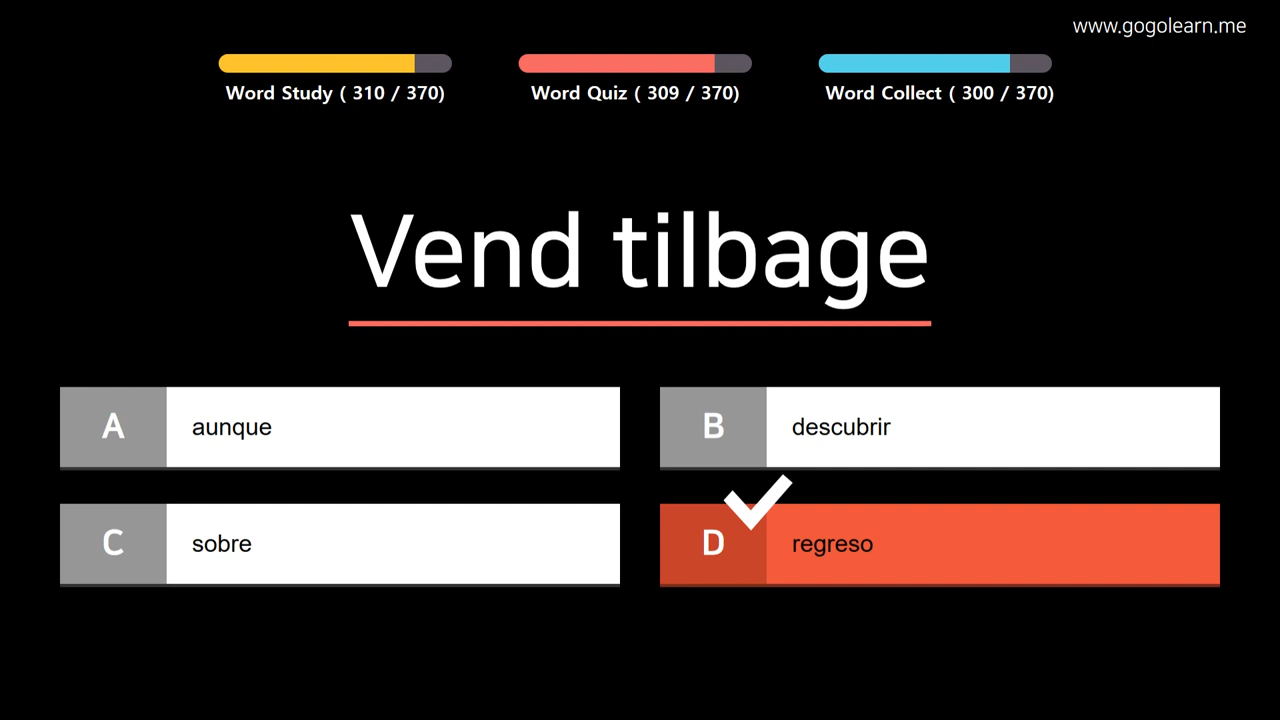 www.gogolearn.me
Word Study ( 310 / 370)
Word Quiz ( 309 / 370)
Word Collect ( 300 / 370)
Vend tilbage
A
aunque
B
descubrir
C
sobre
D
regreso